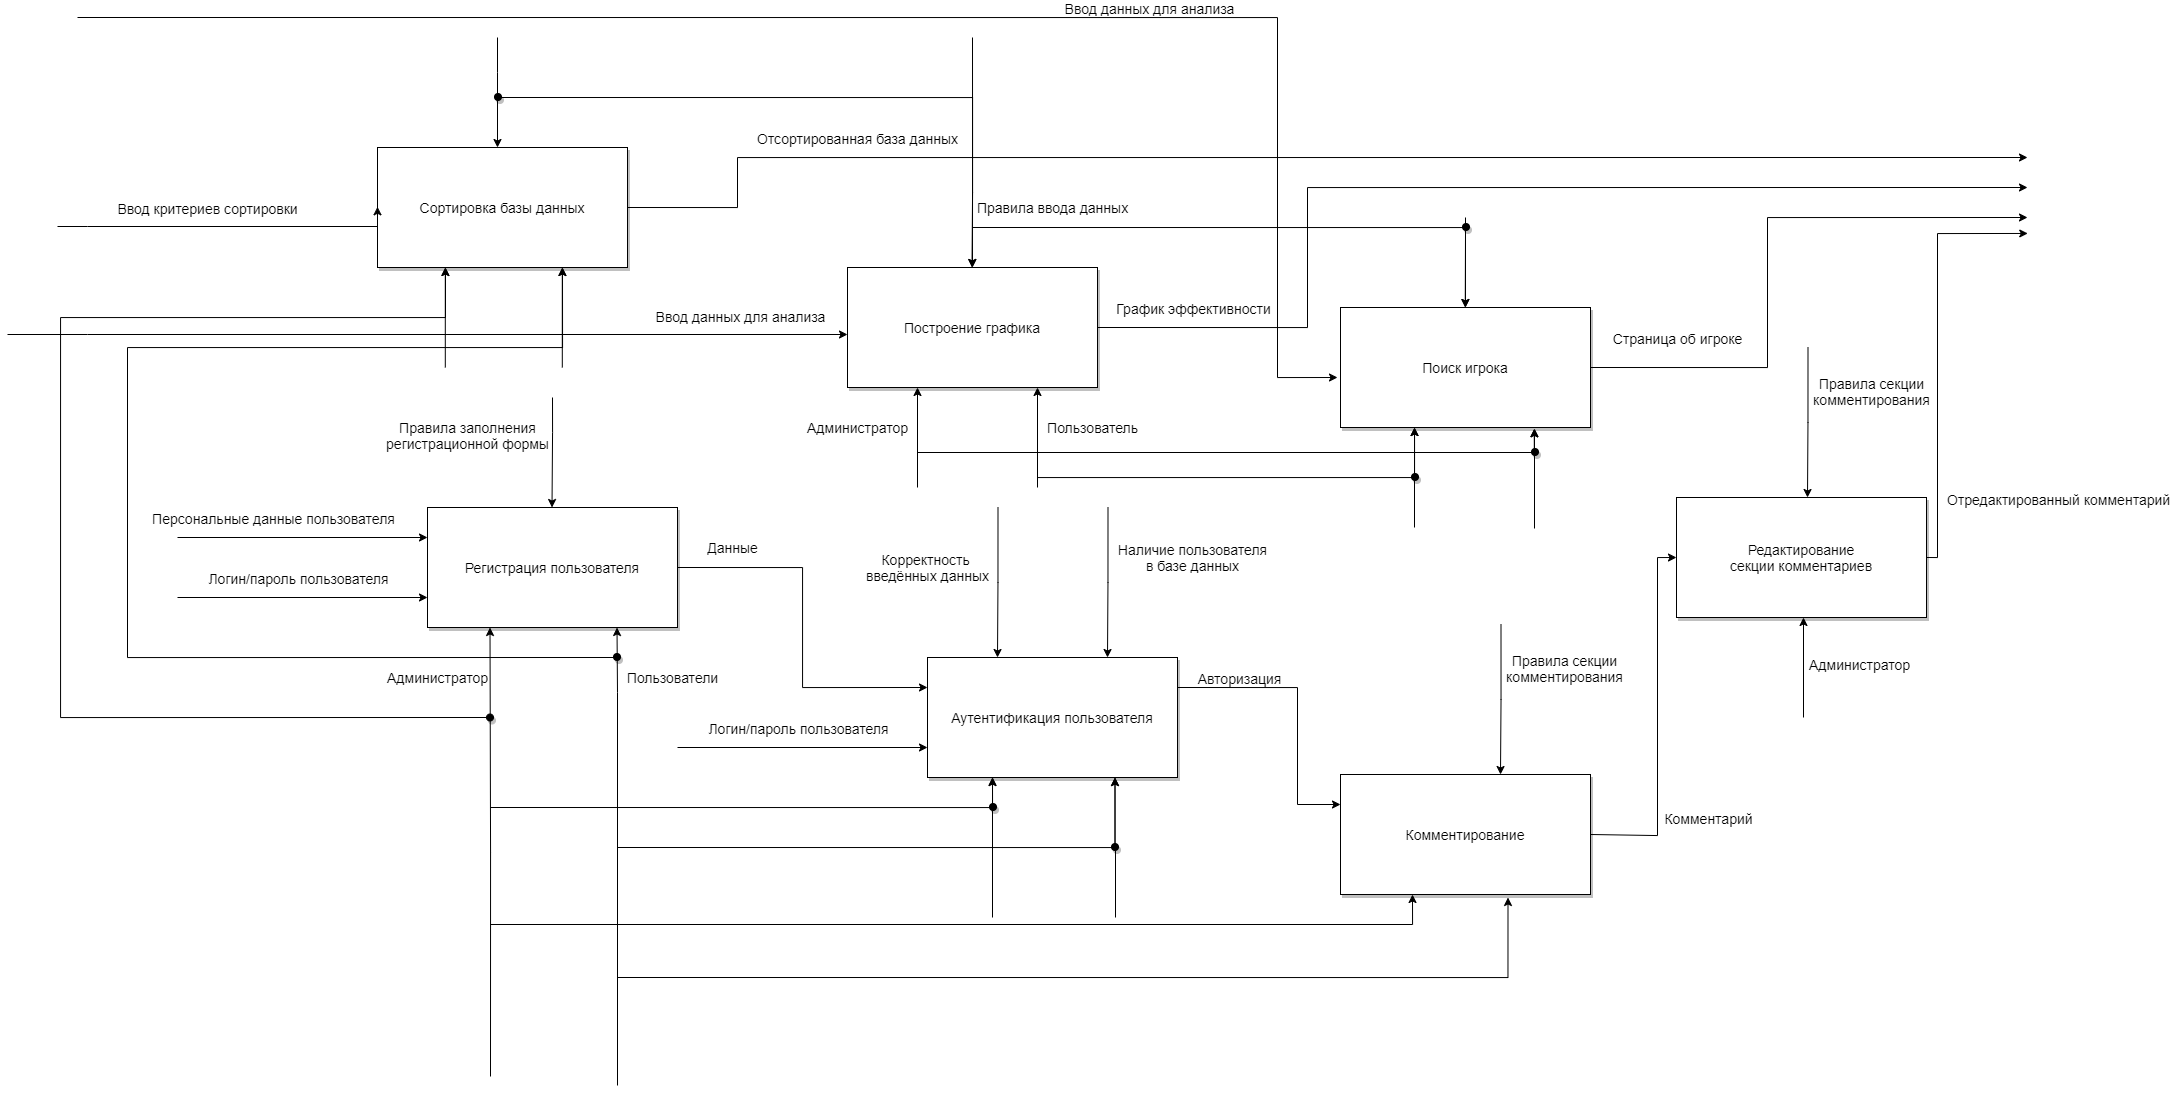 Ввод данных для анализа
Отсортированная база данных
Ввод критериев сортировки
Сортировка базы данных
Правила ввода данных
Ввод данных для анализа
Построение графика
График эффективности
Поиск игрока
Страница об игроке
Правила секции
комментирования
Администратор
Пользователь
Правила заполнения
регистрационной формы
Персональные данные пользователя
Логин/пароль пользователя
Регистрация пользователя
Данные
Корректность
введённых данных
Наличие пользователя
в базе данных
Редактирование
секции комментариев
Отредактированный комментарий
Администратор
Пользователи
Авторизация
Правила секции
комментирования
Администратор
Логин/пароль пользователя
Аутентификация пользователя
Комментирование
Комментарий